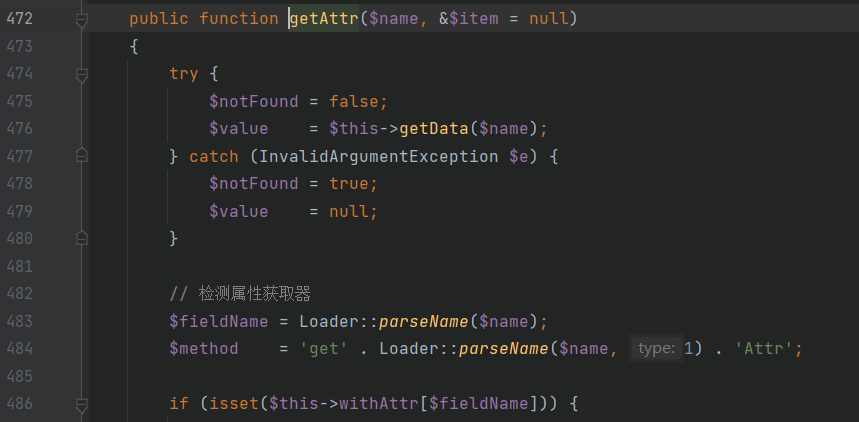 472 public function getAttr($name, &$item = null)
473 {
474 try {
475 $notFound = false;
476 $value    = $this->getData($name);
477 } catch (InvalidArgumentException $e) {
478 $notFound = true;
479 $value    = null;
480 }
481
482 // 检测属性获取器
483 $fieldName = Loader::parseName($name);
484 $method    = 'get' . Loader::parseName($name, type: 1) . 'Attr';
485
486 if (isset($this->withAttr[$fieldName])) {